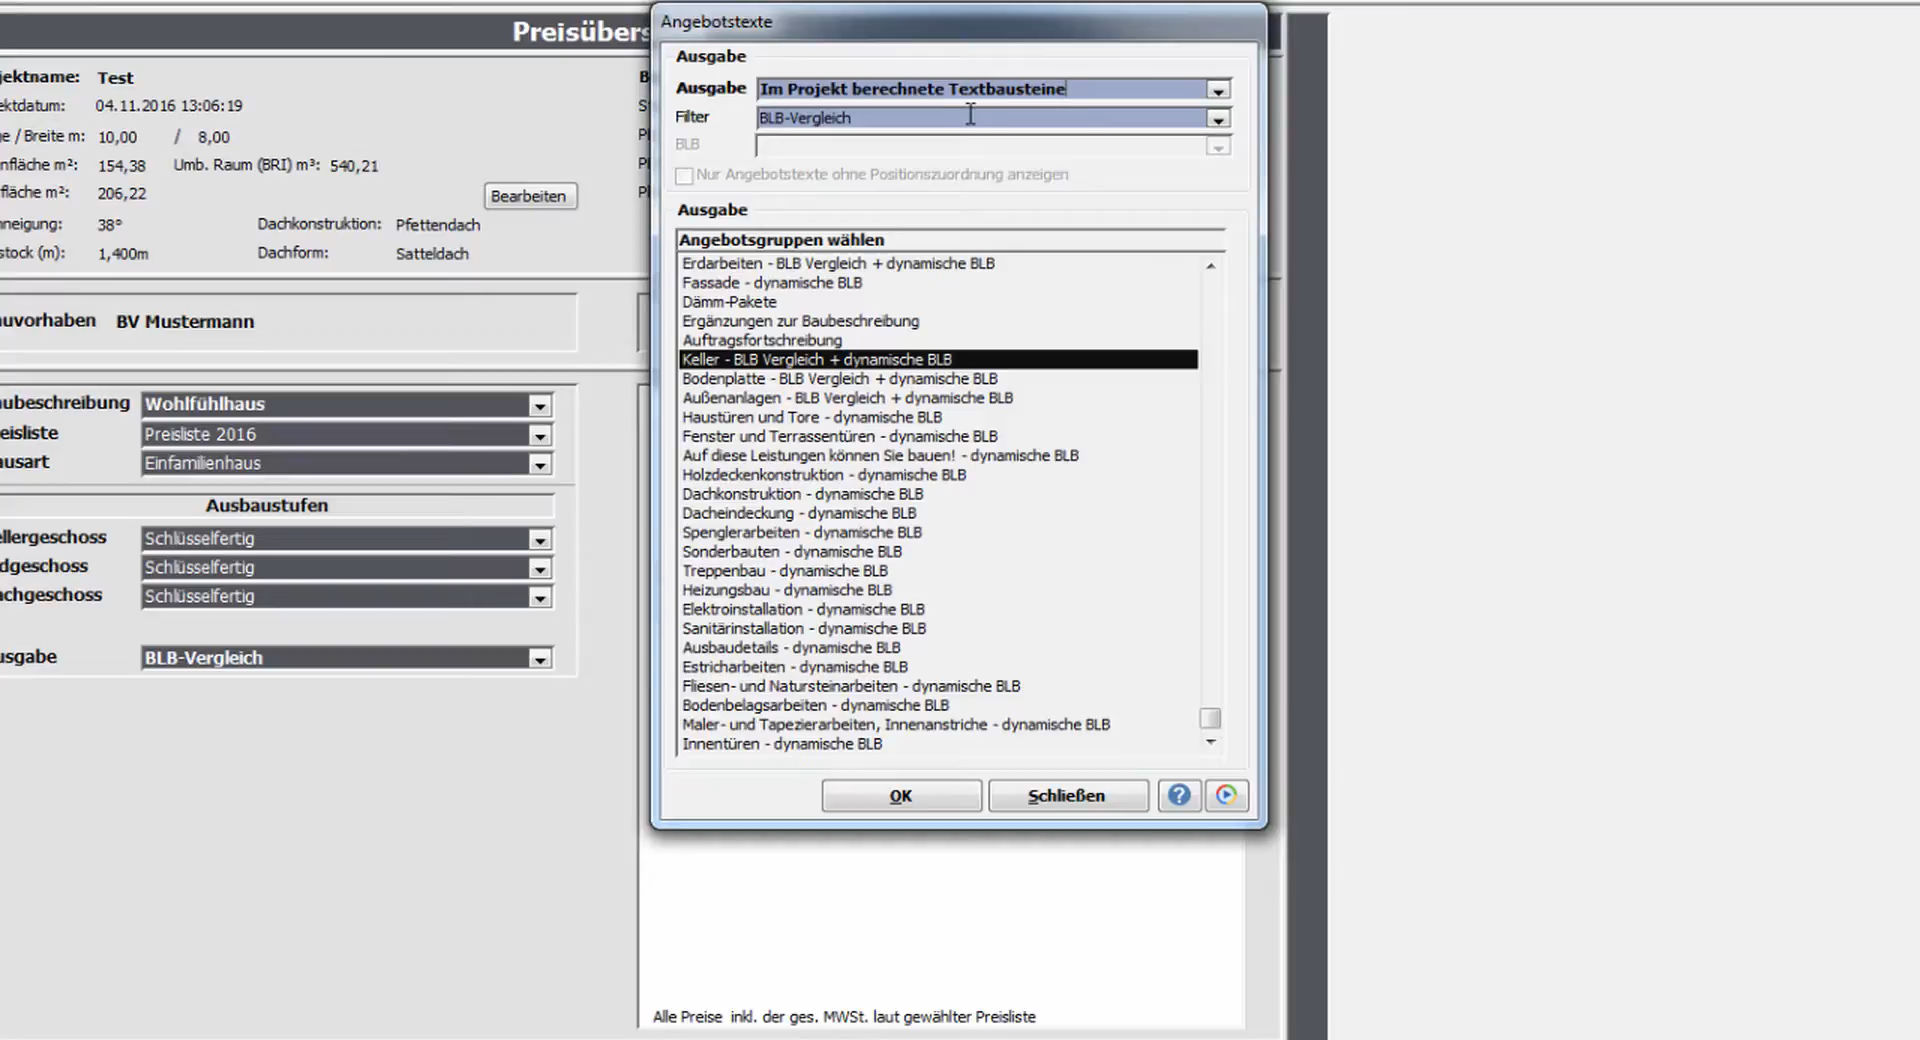 Preisübers
jektname: Test
ektdatum: 04.11.2016 13:06:19
ge / Breite m: 10,00 / 8,00
nfläche m²: 154,38 Umb. Raum (BRI) m³: 540,21
fläche m²: 206,22
Bearbeiten
nneigung: 38° Dachkonstruktion: Pfettendach
stock (m): 1,400m Dachform: Satteldach
uvorhaben BV Mustermann
ubeschreibung Wohlfühlhaus
eisliste Preisliste 2016
usart Einfamilienhaus
Ausbaustufen
llergeschoss Schlüsselfertig
dgeschoss Schlüsselfertig
chgeschoss Schlüsselfertig
usgabe BLB-Vergleich
Angebotstexte
Ausgabe
Ausgabe Im Projekt berechnete Textbausteine
Filter BLB-Vergleich
BLB
Nur Angebotstexte ohne Positionszuordnung anzeigen
Ausgabe
Angebotsgruppen wählen
Erdarbeiten - BLB Vergleich + dynamische BLB
Fassade - dynamische BLB
Dämm-Pakete
Ergänzungen zur Baubeschreibung
Auftragsfortschreibung
Keller - BLB Vergleich + dynamische BLB
Bodenplatte - BLB Vergleich + dynamische BLB
Außenanlagen - BLB Vergleich + dynamische BLB
Haustüren und Tore - dynamische BLB
Fenster und Terrassentüren - dynamische BLB
Auf diese Leistungen können Sie bauen! - dynamische BLB
Holzdeckenkonstruktion - dynamische BLB
Dachkonstruktion - dynamische BLB
Dacheindeckung - dynamische BLB
Spenglerarbeiten - dynamische BLB
Sonderbauten - dynamische BLB
Treppenbau - dynamische BLB
Heizungsbau - dynamische BLB
Elektroinstallation - dynamische BLB
Sanitärinstallation - dynamische BLB
Ausbaudetails - dynamische BLB
Estricharbeiten - dynamische BLB
Fliesen- und Natursteinarbeiten - dynamische BLB
Bodenbelagsarbeiten - dynamische BLB
Maler- und Tapezierarbeiten, Innenanstriche - dynamische BLB
Innentüren - dynamische BLB
OK Schließen ?
Alle Preise inkl. der ges. MWSt. laut gewählter Preisliste